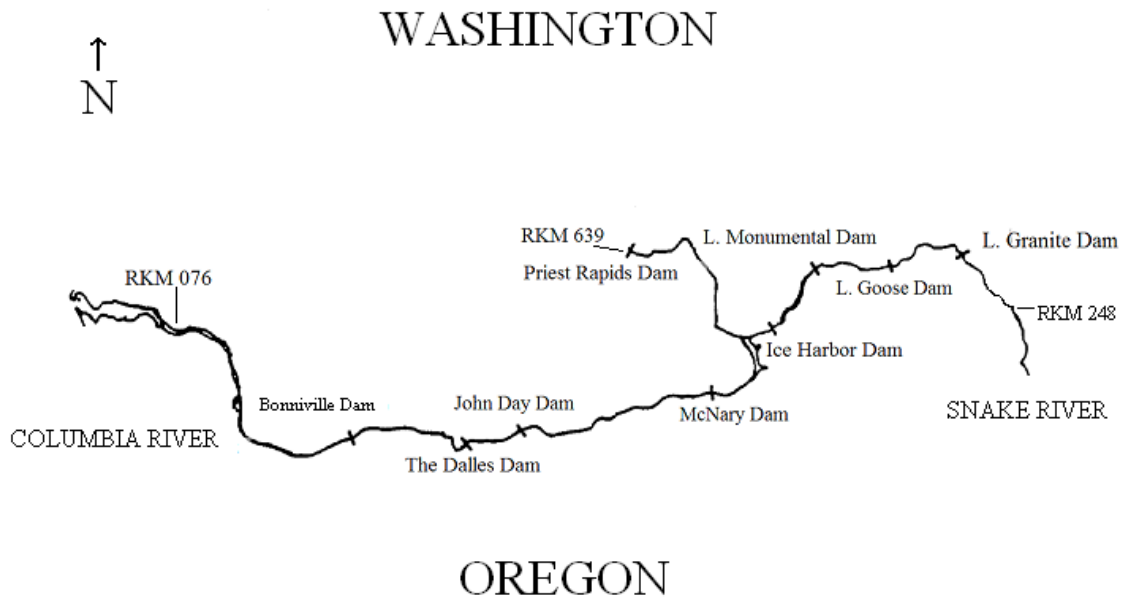 WASHINGTON
N
RKM 639
L. Monumental Dam
L. Granite Dam
RKM 076
Priest Rapids Dam
L. Goose Dam
RKM 248
Ice Harbor Dam
Bonniville Dam
John Day Dam
McNary Dam
SNAKE RIVER
COLUMBIA RIVER
The Dalles Dam
OREGON